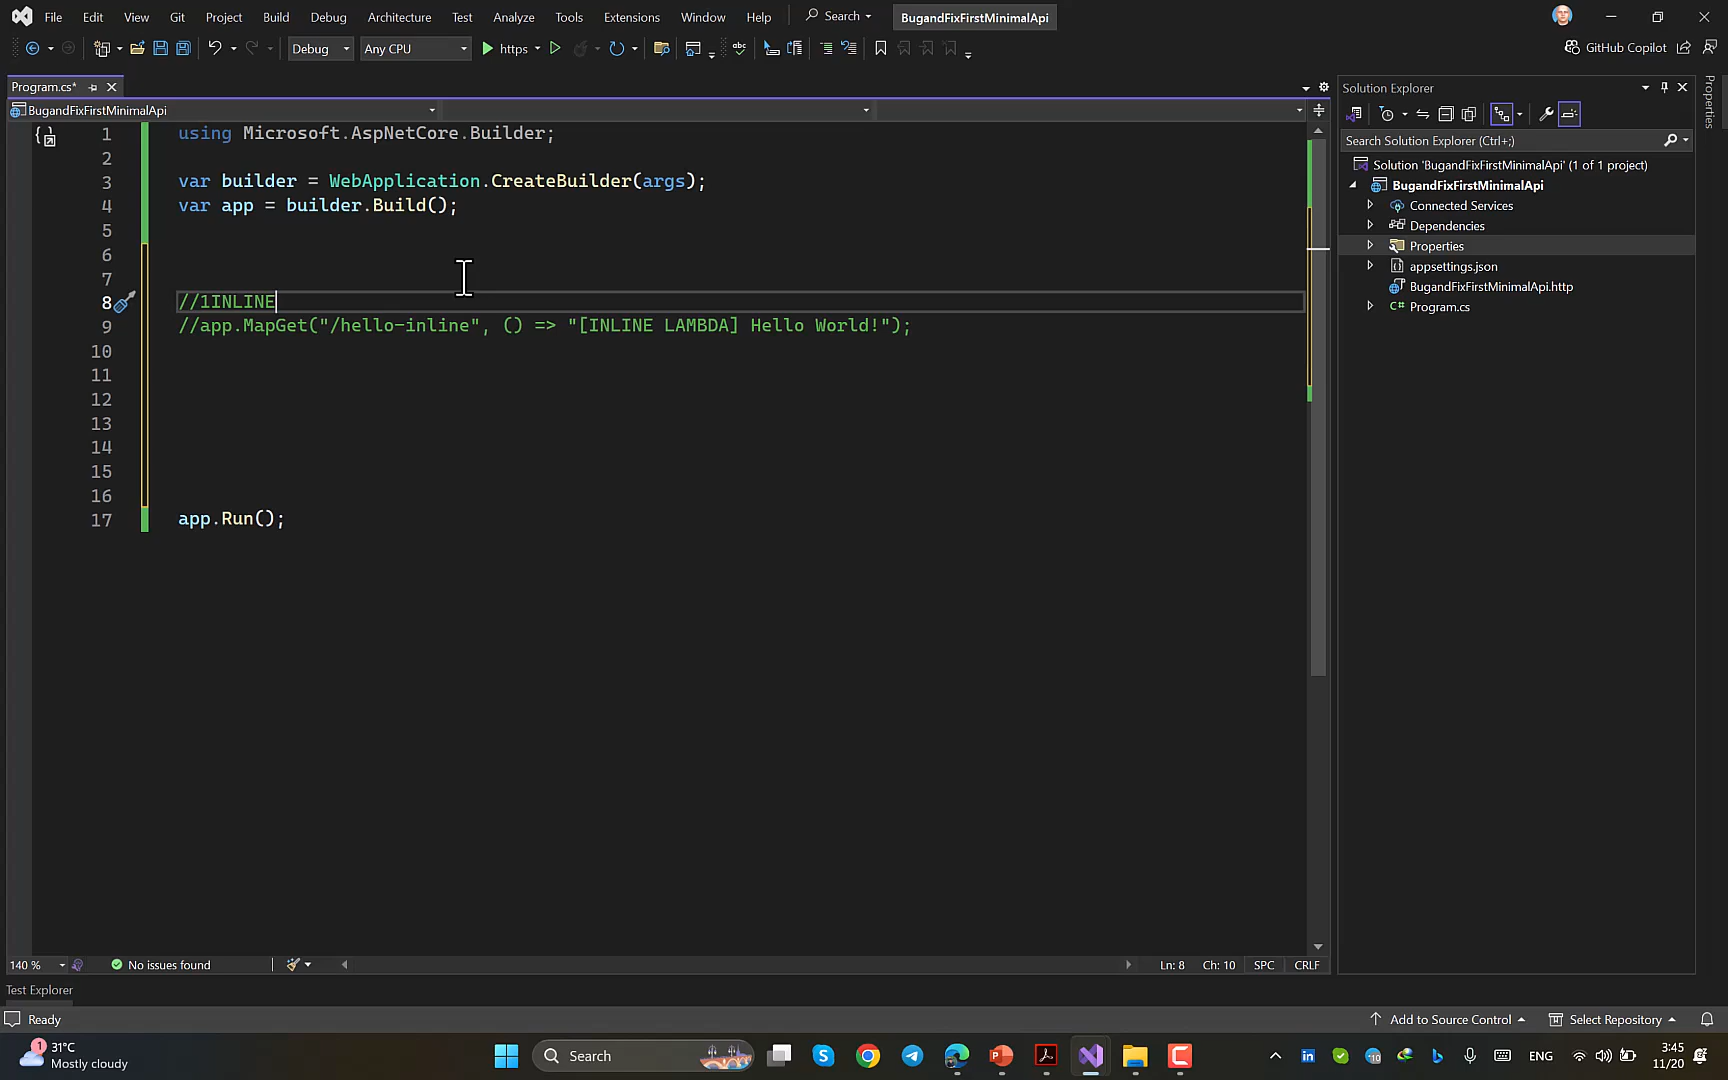 File Edit View Git Project Build Debug Architecture Test Analyze Tools Extensions Window Help Search BugandFixFirstMinimalApi
Debug Any CPU https GitHub Copilot
Program.cs*
BugandFixFirstMinimalApi
1 using Microsoft.AspNetCore.Builder;
2
3 var builder = WebApplication.CreateBuilder(args);
4 var app = builder.Build();
5
6
7
8 //1INLINE
9 //app.MapGet("/hello-inline", () => "[INLINE LAMBDA] Hello World!");
10
11
12
13
14
15
16
17 app.Run();
140 % No issues found Ln: 8 Ch: 10 SPC CRLF
Solution Explorer
Search Solution Explorer (Ctrl+;)
Solution 'BugandFixFirstMinimalApi' (1 of 1 project)
BugandFixFirstMinimalApi
Connected Services
Dependencies
Properties
appsettings.json
BugandFixFirstMinimalApi.http
C# Program.cs
Properties
Test Explorer
Ready Add to Source Control Select Repository
1 31°C
Mostly cloudy
Search
ENG
3:45
11/20